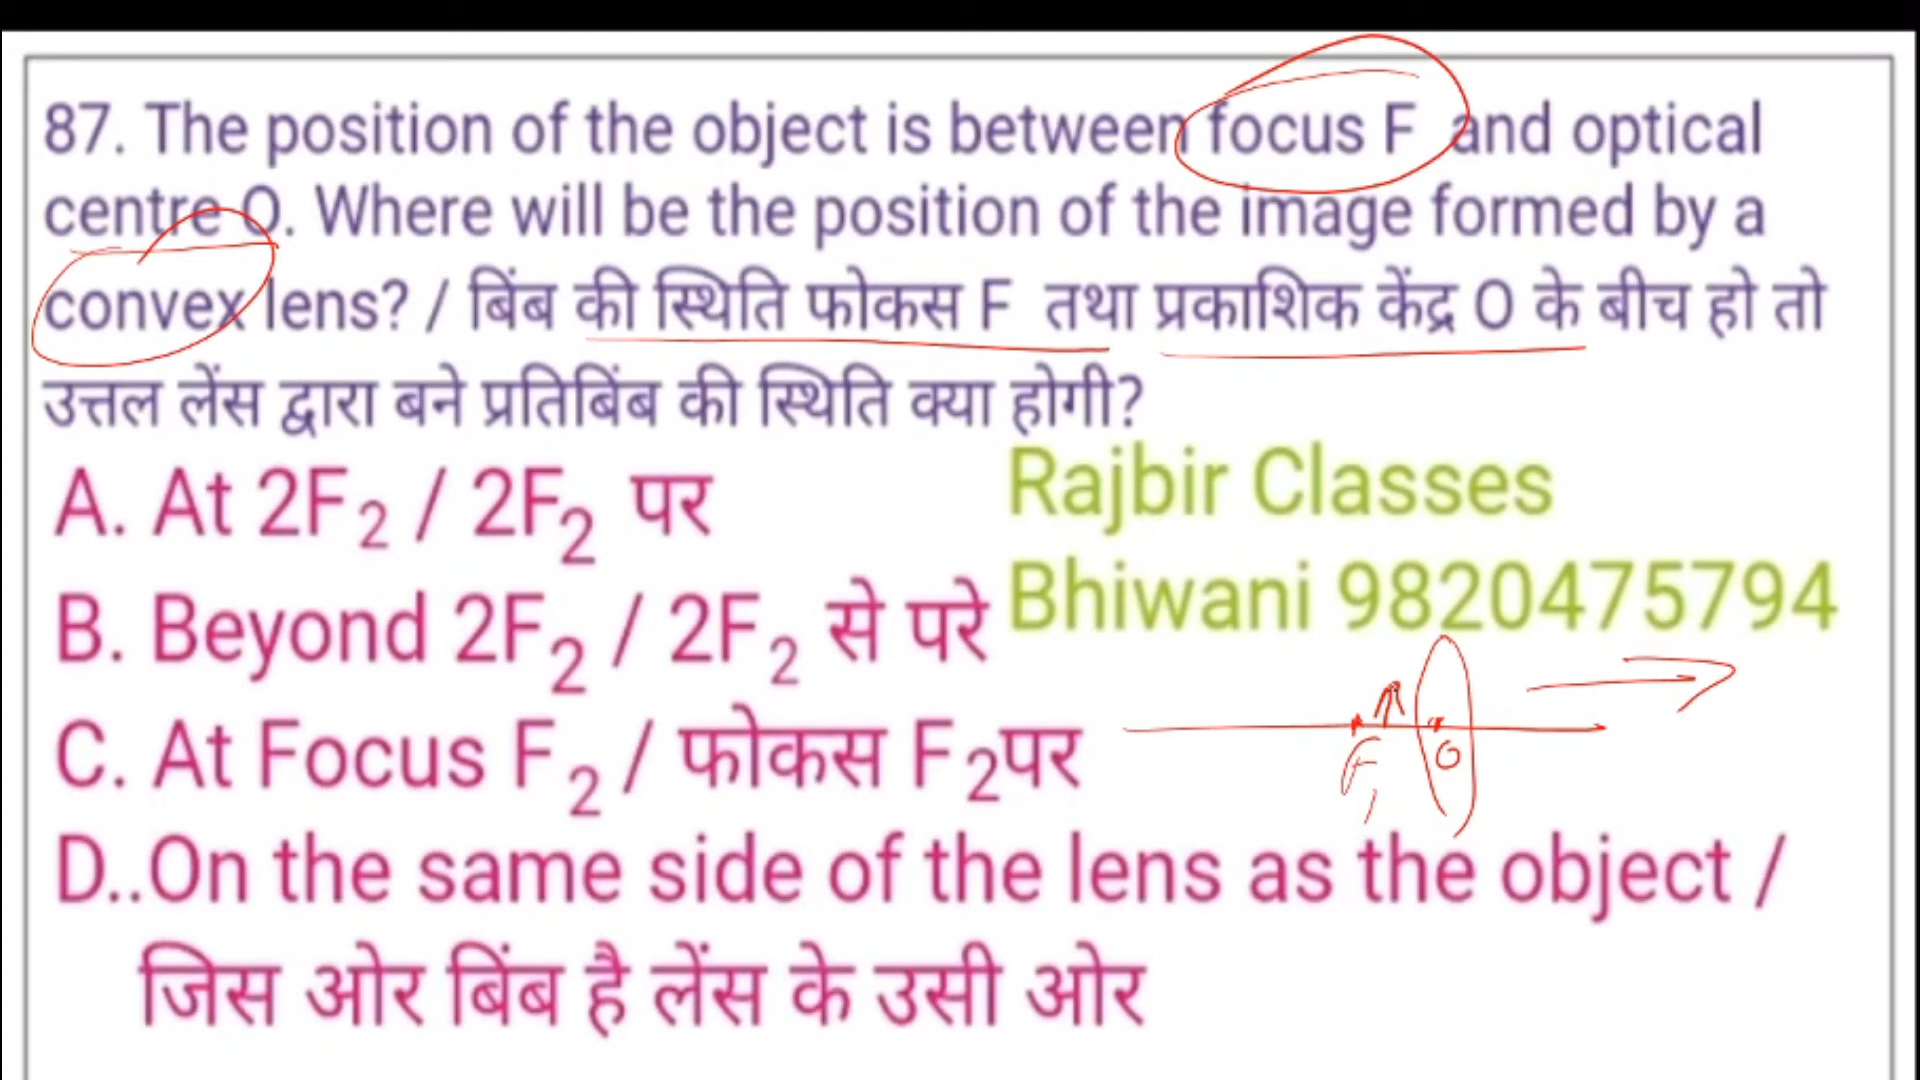 87. The position of the object is between focus F and optical
centre O. Where will be the position of the image formed by a
convex lens? / बिंब की स्थिति फोकस F तथा प्रकाशिक केंद्र O के बीच हो तो
उत्तल लेंस द्वारा बने प्रतिबिंब की स्थिति क्या होगी?
A. At 2F₂ / 2F₂ पर
Rajbir Classes
B. Beyond 2F₂ / 2F₂ से परे
Bhiwani 9820475794
C. At Focus F₂ / फोकस F₂पर
F₁ O
D..On the same side of the lens as the object /
जिस ओर बिंब है लेंस के उसी ओर